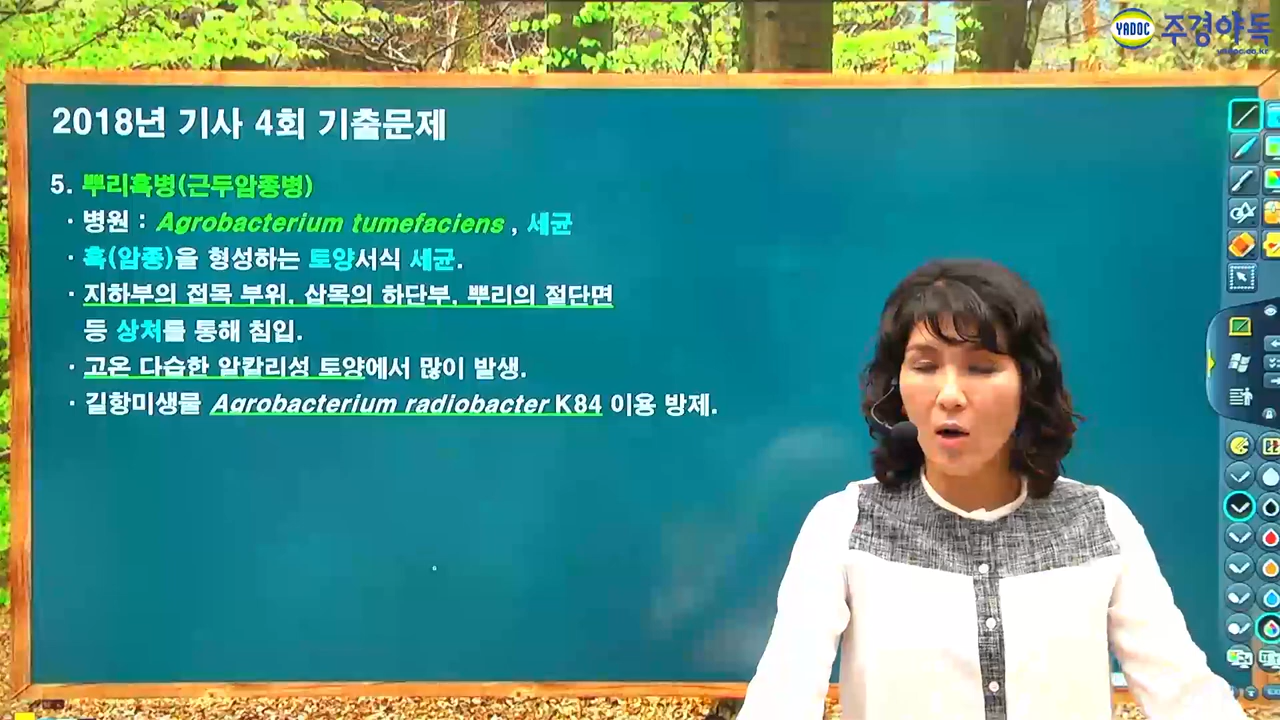 YADOC 주경야독
yadoc.co.kr
2018년 기사 4회 기출문제
5. 뿌리혹병(근두암종병)
· 병원 : Agrobacterium tumefaciens , 세균
· 혹(암종)을 형성하는 토양서식 세균.
· 지하부의 접목 부위, 삽목의 하단부, 뿌리의 절단면
등 상처를 통해 침입.
· 고온 다습한 알칼리성 토양에서 많이 발생.
· 길항미생물 Agrobacterium radiobacter K84 이용 방제.